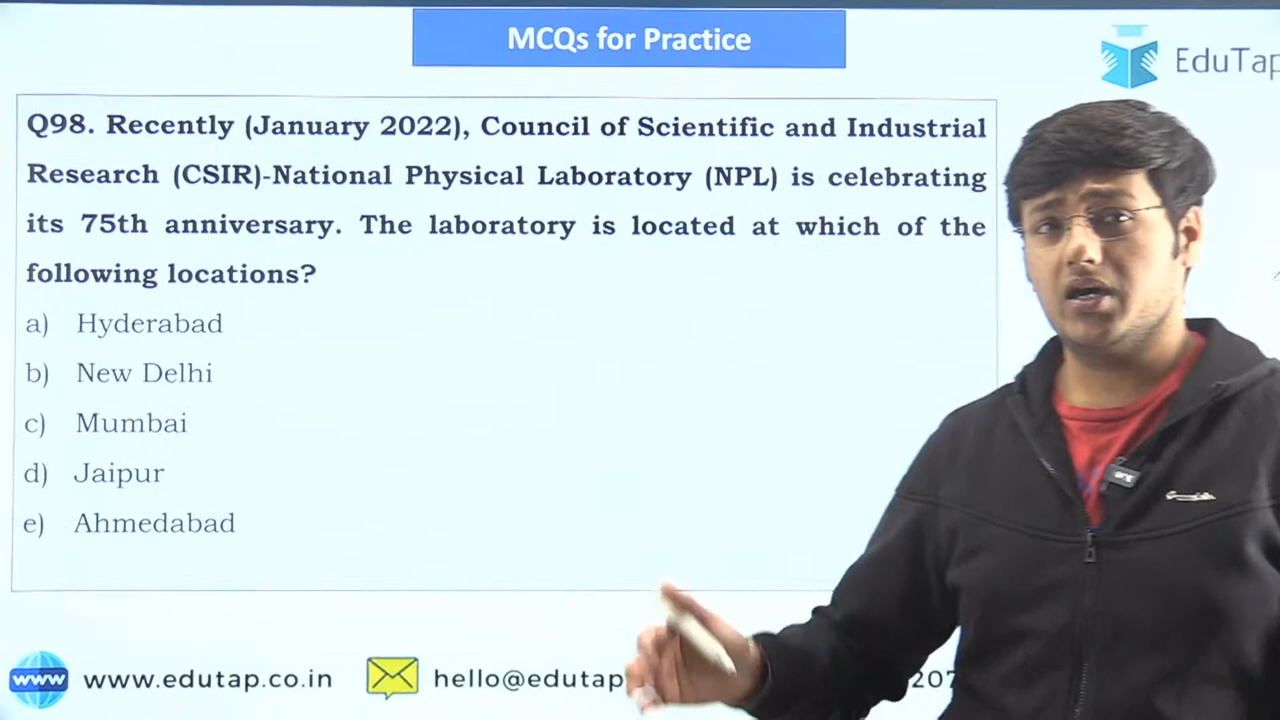 MCQs for Practice
EduTap
Q98. Recently (January 2022), Council of Scientific and Industrial
Research (CSIR)-National Physical Laboratory (NPL) is celebrating
its 75th anniversary. The laboratory is located at which of the
following locations?
a) Hyderabad
b) New Delhi
c) Mumbai
d) Jaipur
e) Ahmedabad
www www.edutap.co.in hello@edutap 207